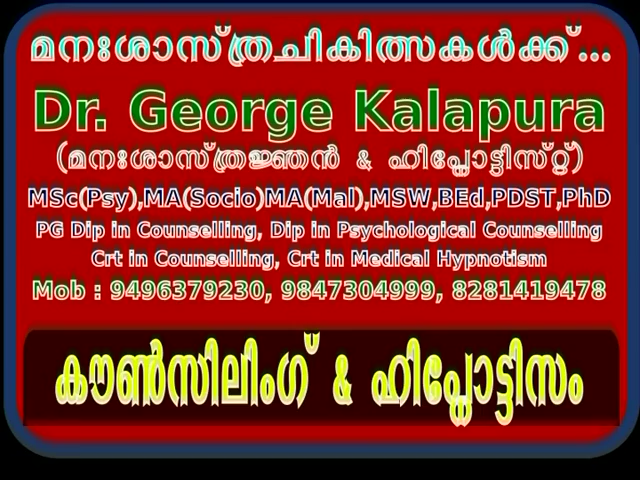 മനഃശാസ്ത്രചികിത്സകൾക്ക്...
Dr. George Kalapura
(മനഃശാസ്ത്രജ്ഞൻ & ഹിപ്നോട്ടിസ്റ്റ്)
MSc(Psy),MA(Socio)MA(Mal),MSW,BEd,PDST,PhD
PG Dip in Counselling, Dip in Psychological Counselling
Crt in Counselling, Crt in Medical Hypnotism
Mob : 9496379230, 9847304999, 8281419478
കൗൺസിലിംഗ് & ഹിപ്നോട്ടിസം